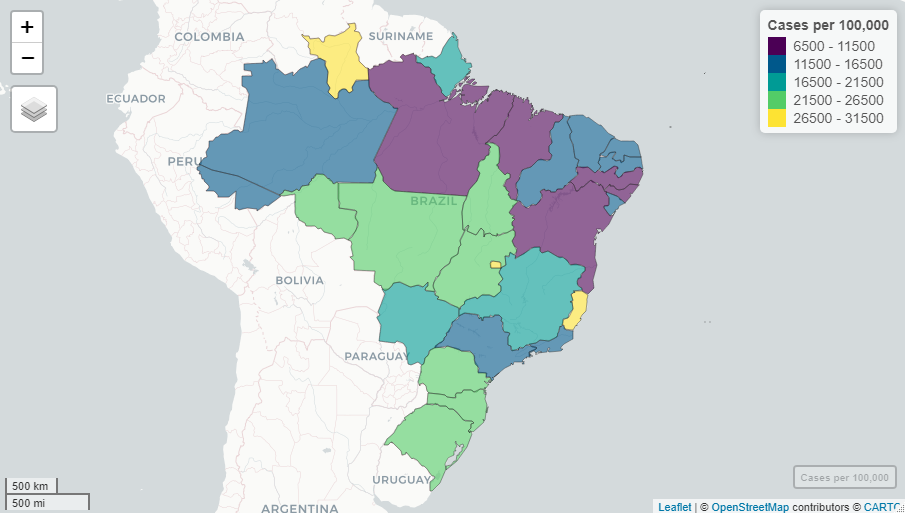 +
−
COLOMBIA
SURINAME
ECUADOR
PERU
BRAZIL
BOLIVIA
PARAGUAY
URUGUAY
ARGENTINA
Cases per 100,000
6500 - 11500
11500 - 16500
16500 - 21500
21500 - 26500
26500 - 31500
500 km
500 mi
Cases per 100,000
Leaflet | © OpenStreetMap contributors © CARTO